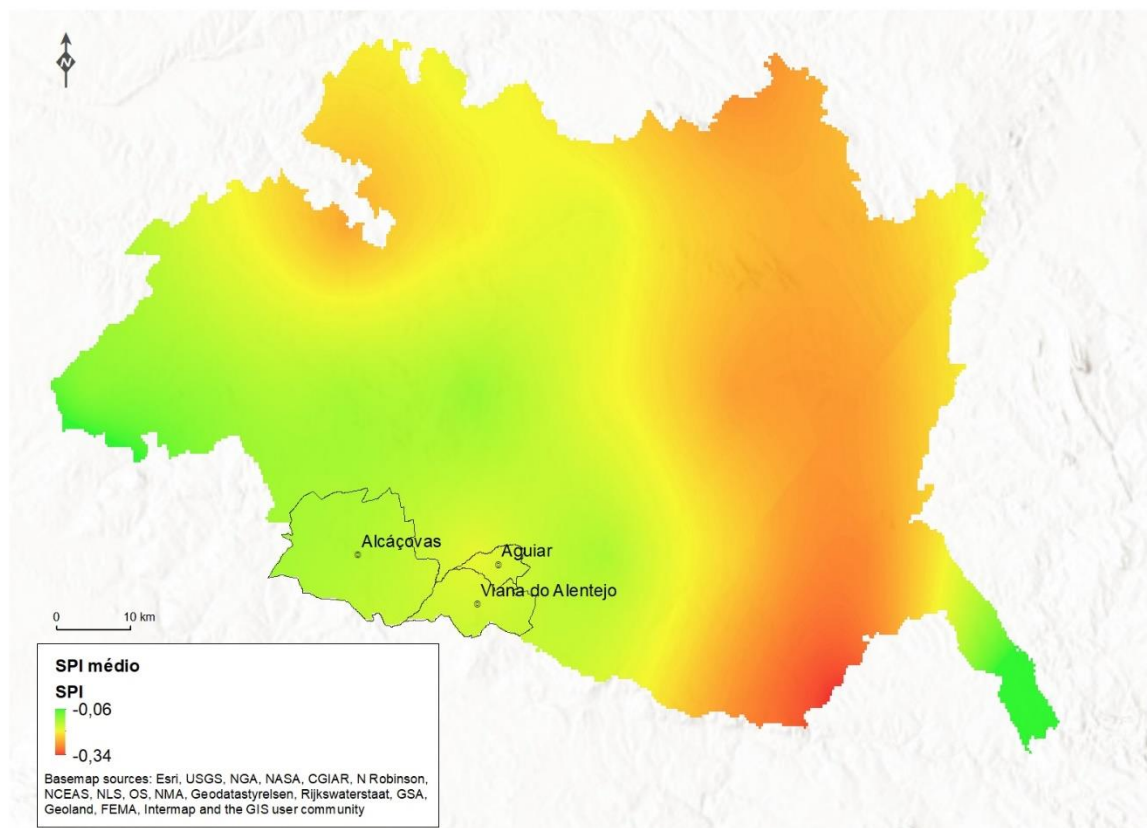 N
Alcáçovas
Aguiar
Viana do Alentejo
0 10 km
SPI médio
SPI
-0,06
-0,34
Basemap sources: Esri, USGS, NGA, NASA, CGIAR, N Robinson,
NCEAS, NLS, OS, NMA, Geodatastyrelsen, Rijkswaterstaat, GSA,
Geoland, FEMA, Intermap and the GIS user community